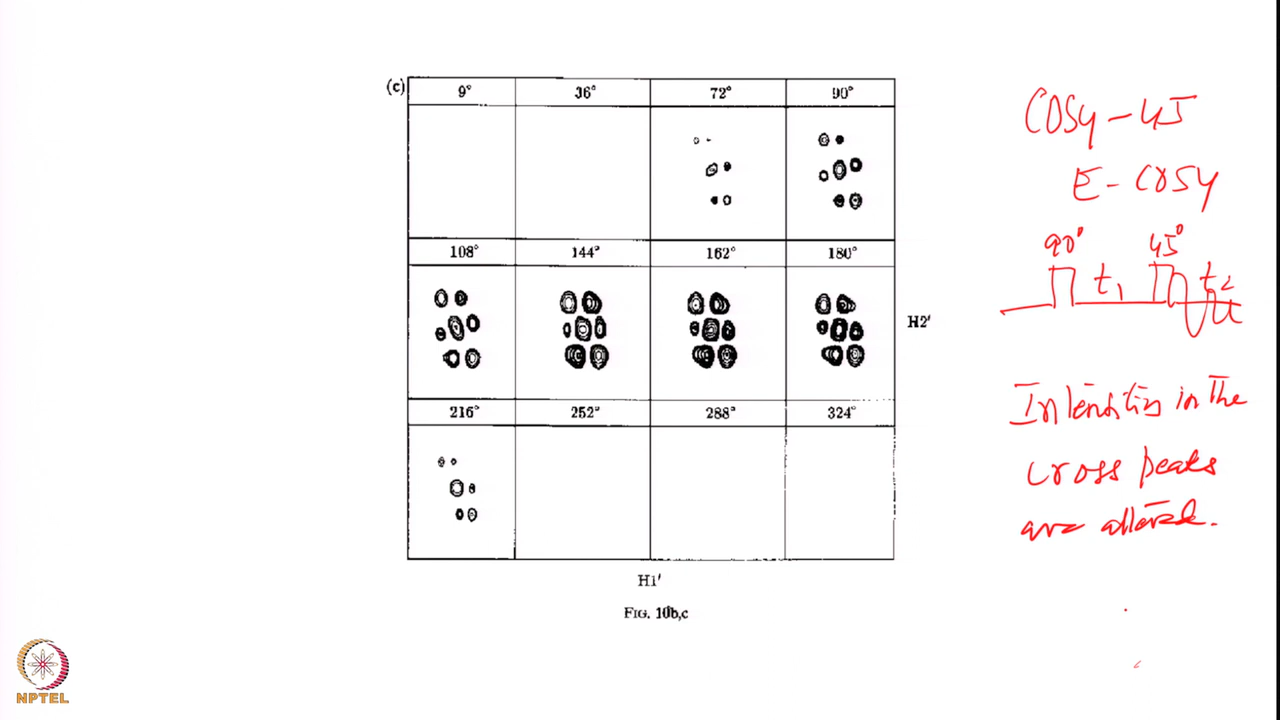 (c)
9° 36° 72° 90°
108° 144° 162° 180°
H2′
216° 252° 288° 324°
H1′
FIG. 10b,c
COSY - 45
E - COSY
90° 45°
t1 t2
Intensities in the
cross peaks
are altered.
NPTEL